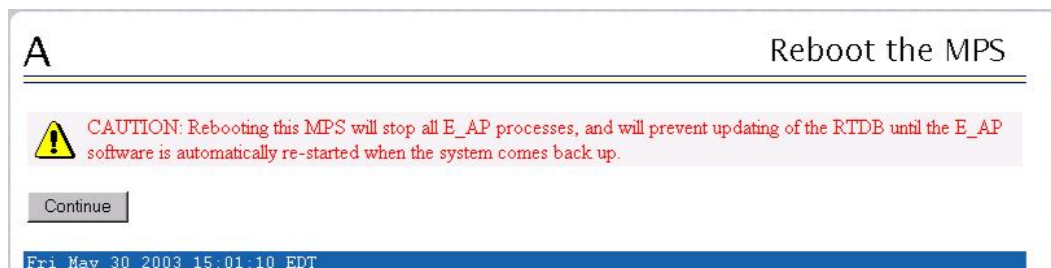 A
Reboot the MPS
CAUTION: Rebooting this MPS will stop all E_AP processes, and will prevent updating of the RTDB until the E_AP
software is automatically re-started when the system comes back up.
Continue
Fri May 30 2003 15:01:10 EDT